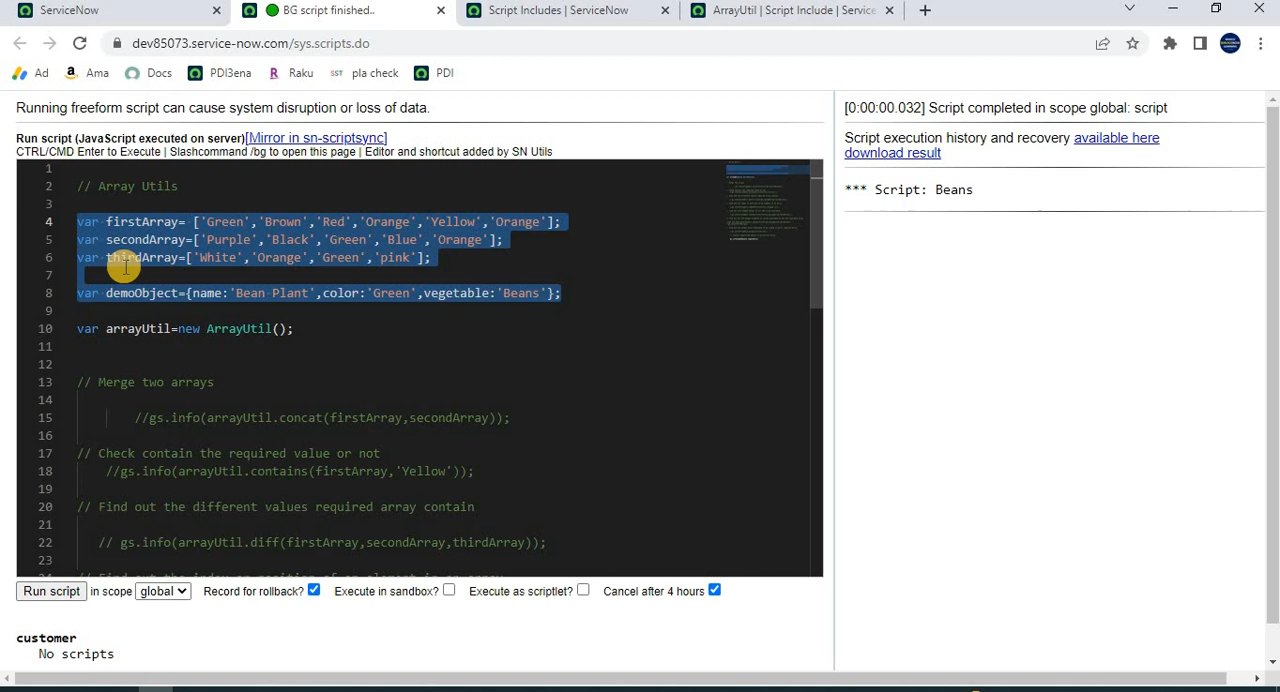 ServiceNow
BG script finished..
Script Includes | ServiceNow
ArrayUtil | Script Include | Service
dev85073.service-now.com/sys.scripts.do
Ad
Ama
Docs
PDI3ena
Raku
SST pla check
PDI
Running freeform script can cause system disruption or loss of data.
Run script (JavaScript executed on server)[Mirror in sn-scriptsync]
CTRL/CMD Enter to Execute | Slashcommand /bg to open this page | Editor and shortcut added by SN Utils
1
2 // Array Utils
var firstArray= ['Green','Brown','Red','Orange','Yellow','Orange'];
5 var secondArray=['Purple','Black','Green','Blue','Orange'];
6 var thirdArray=['White','Orange','Green','pink'];
7
8 var demoObject={name:'Bean Plant',color:'Green',vegetable:'Beans'};
9
10 var arrayUtil=new ArrayUtil();
11
12
13 // Merge two arrays
14
15 //gs.info(arrayUtil.concat(firstArray,secondArray));
16
17 // Check contain the required value or not
18 //gs.info(arrayUtil.contains(firstArray,'Yellow'));
19
20 // Find out the different values required array contain
21
22 // gs.info(arrayUtil.diff(firstArray,secondArray,thirdArray));
23
Run script in scope global Record for rollback? Execute in sandbox? Execute as scriptlet? Cancel after 4 hours
customer
No scripts
[0:00:00.032] Script completed in scope global: script
Script execution history and recovery available here
download result
*** Script: Beans